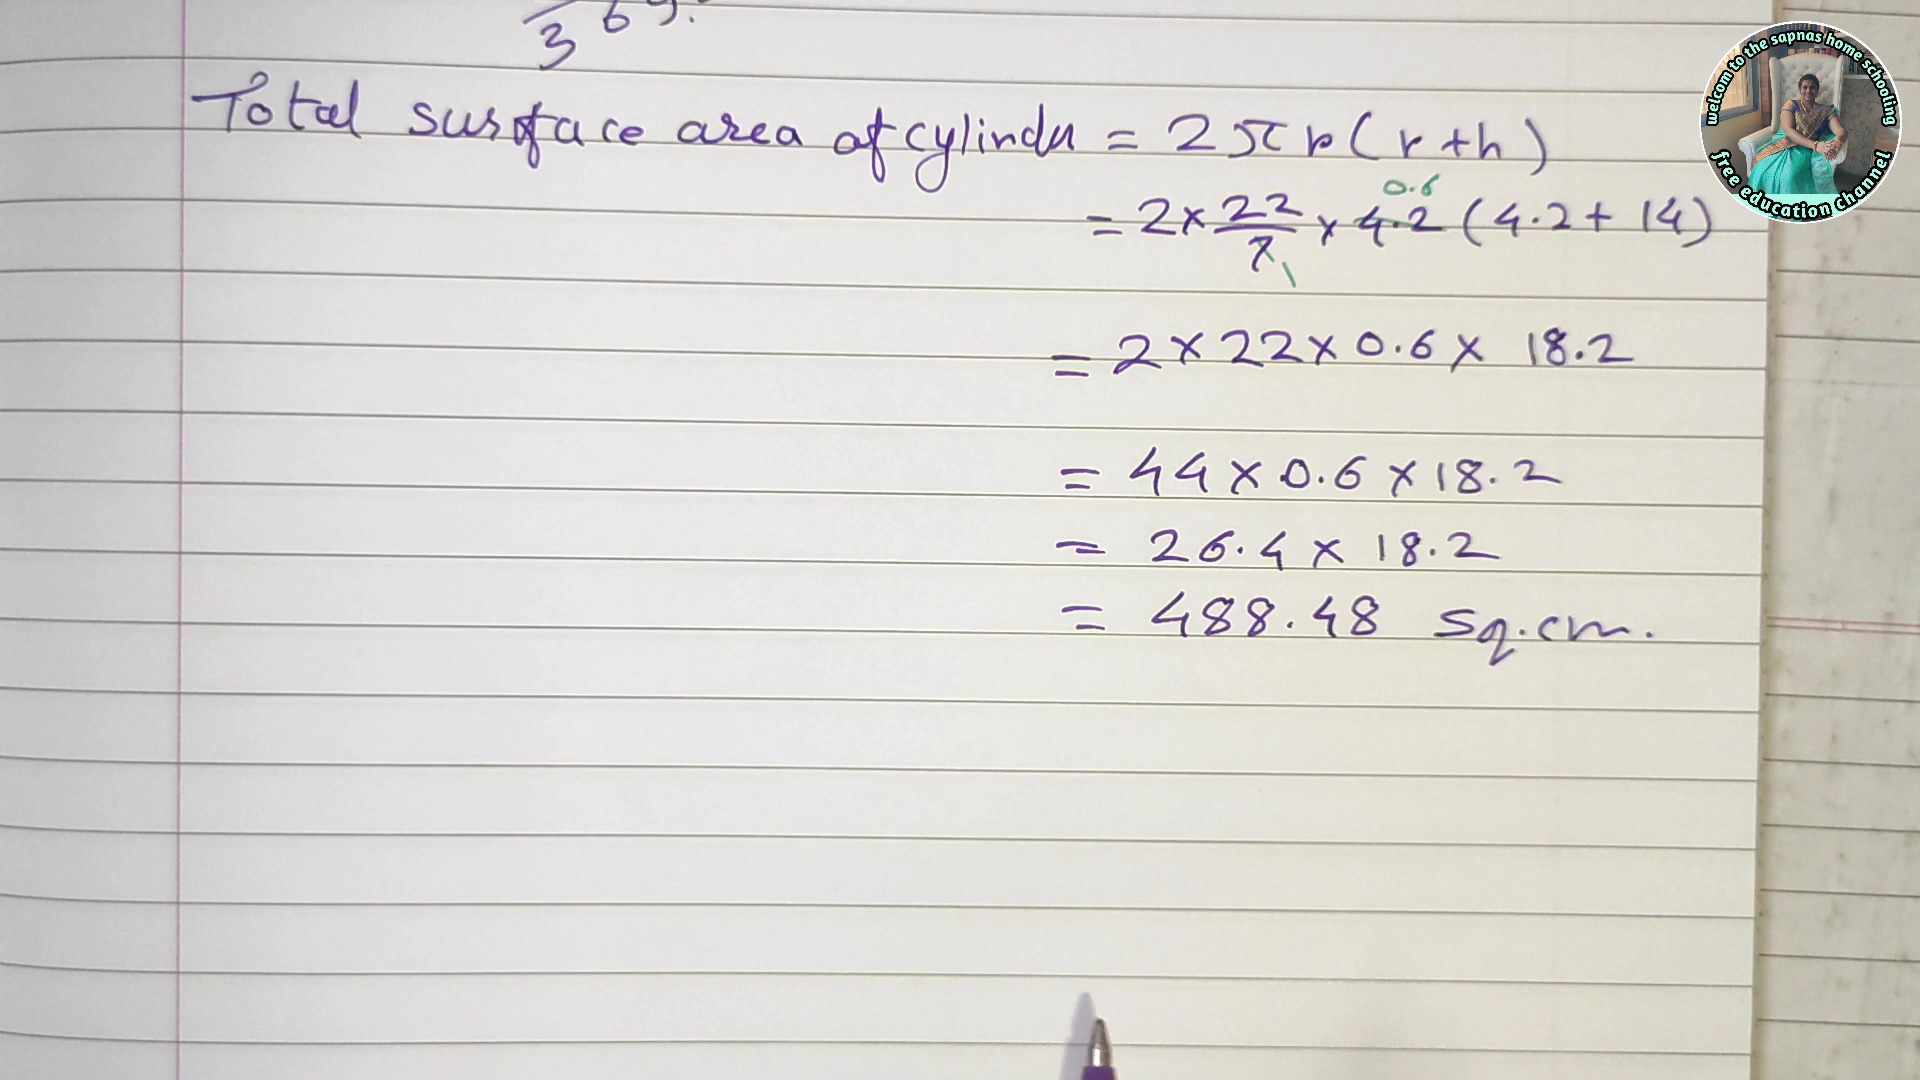 3
Total surface area of cylinder = 2πr(r+h)
= 2 × 22/7 × 4.2 (4.2 + 14)
0.6
1
= 2 × 22 × 0.6 × 18.2
= 44 × 0.6 × 18.2
= 26.4 × 18.2
= 488.48 sq.cm.
welcom to the sapnas home schooling
free education channel